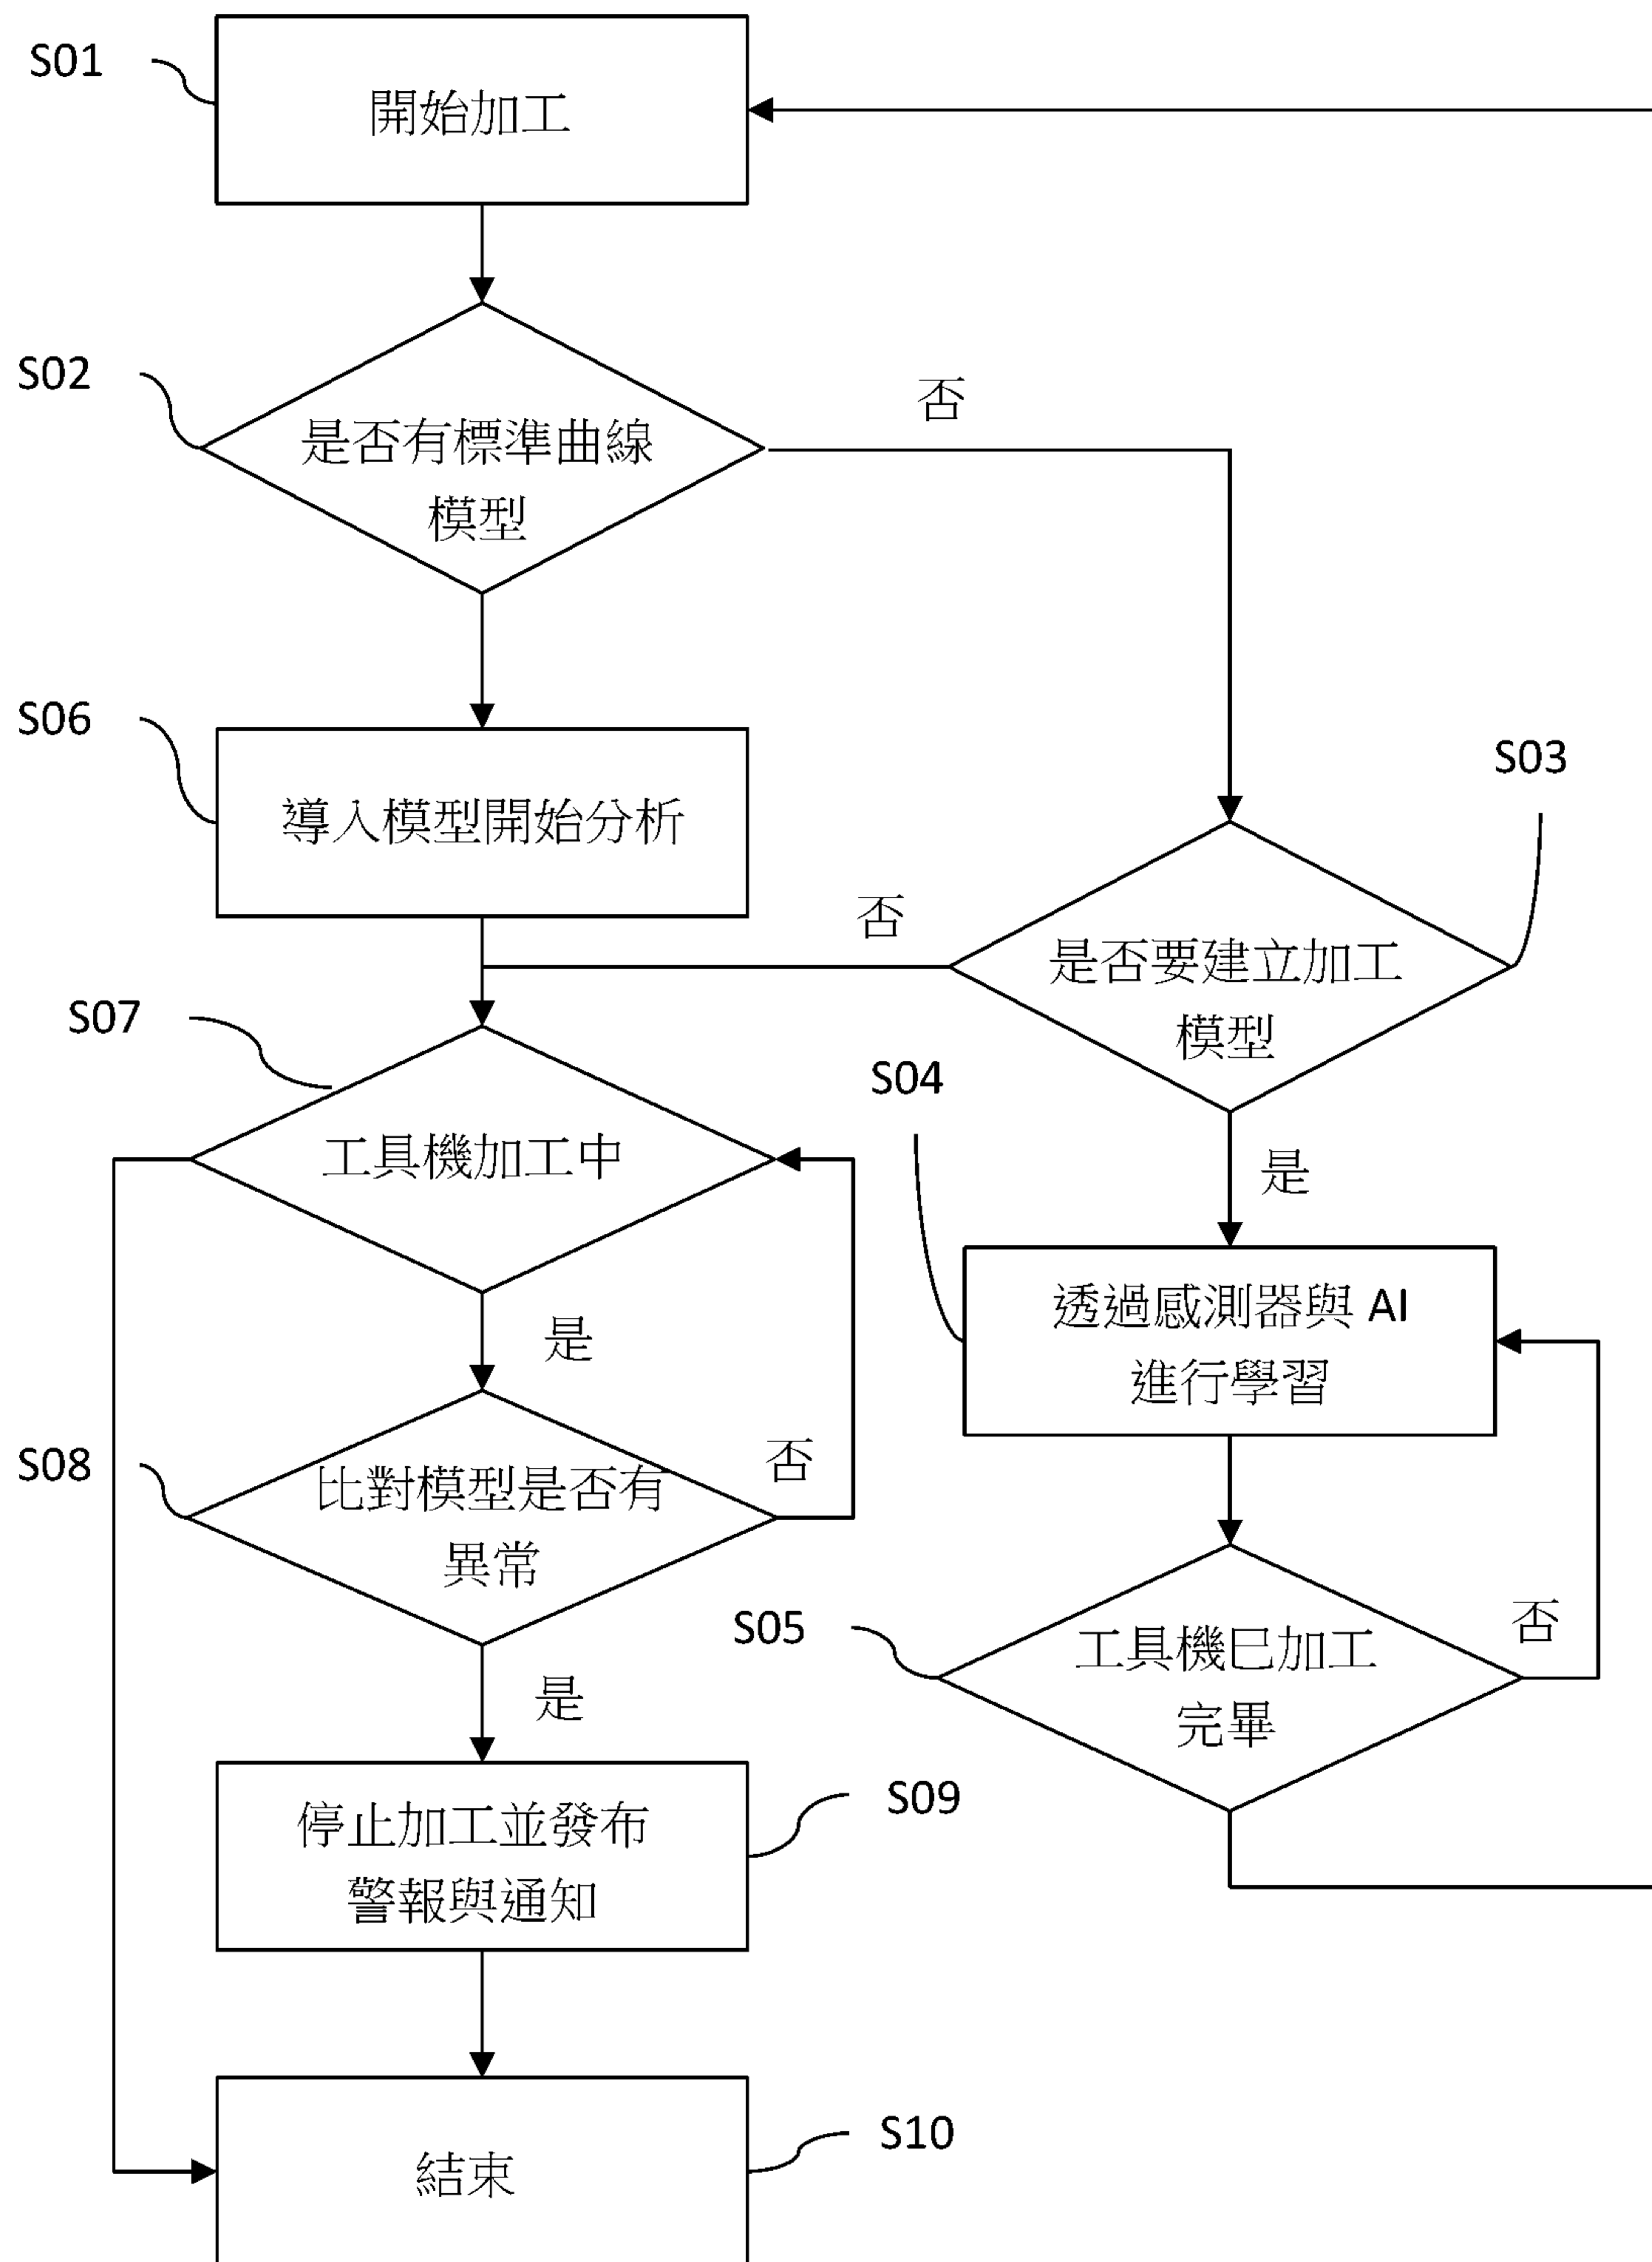 S01
開始加工
S02
是否有標準曲線
模型
否
S06
導入模型開始分析
S03
是否要建立加工
模型
否
S07
工具機加工中
S04
是
透過感測器與 AI
進行學習
是
S08
比對模型是否有
異常
否
S05
工具機已加工
完畢
否
是
停止加工並發布
警報與通知
S09
結束
S10